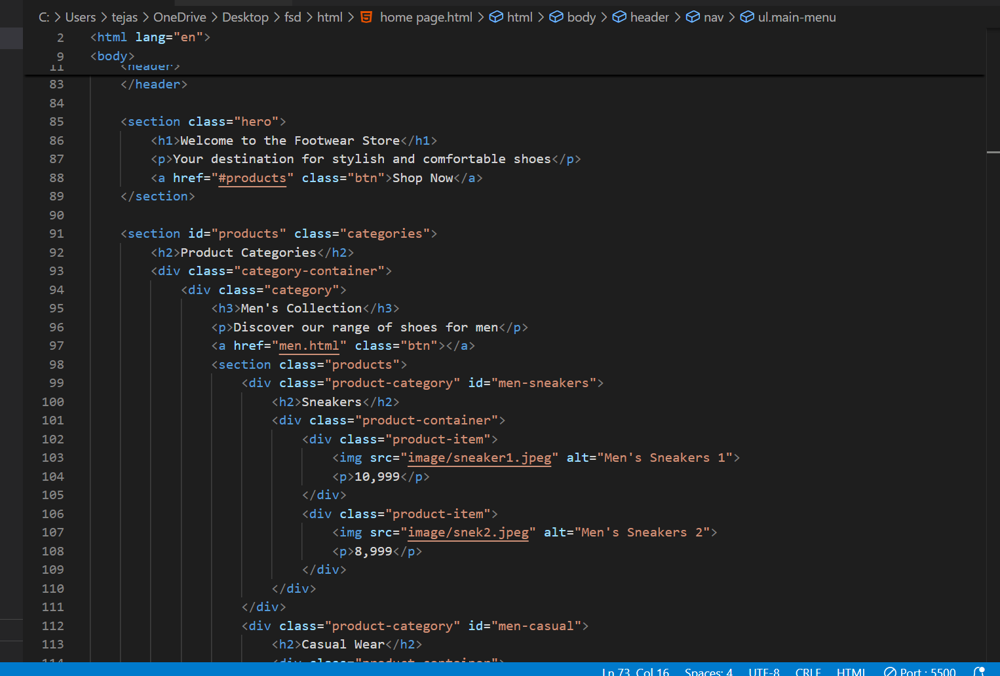 C: > Users > tejas > OneDrive > Desktop > fsd > html > home page.html > html > body > header > nav > ul.main-menu
2 <html lang="en">
9 <body>
11 <header>
83 </header>
84
85 <section class="hero">
86 <h1>Welcome to the Footwear Store</h1>
87 <p>Your destination for stylish and comfortable shoes</p>
88 <a href="#products" class="btn">Shop Now</a>
89 </section>
90
91 <section id="products" class="categories">
92 <h2>Product Categories</h2>
93 <div class="category-container">
94 <div class="category">
95 <h3>Men's Collection</h3>
96 <p>Discover our range of shoes for men</p>
97 <a href="men.html" class="btn"></a>
98 <section class="products">
99 <div class="product-category" id="men-sneakers">
100 <h2>Sneakers</h2>
101 <div class="product-container">
102 <div class="product-item">
103 <img src="image/sneaker1.jpeg" alt="Men's Sneakers 1">
104 <p>10,999</p>
105 </div>
106 <div class="product-item">
107 <img src="image/snek2.jpeg" alt="Men's Sneakers 2">
108 <p>8,999</p>
109 </div>
110 </div>
111 </div>
112 <div class="product-category" id="men-casual">
113 <h2>Casual Wear</h2>
114 <div class="product-container">
Ln 73, Col 16 Spaces: 4 UTF-8 CRLF HTML Port : 5500